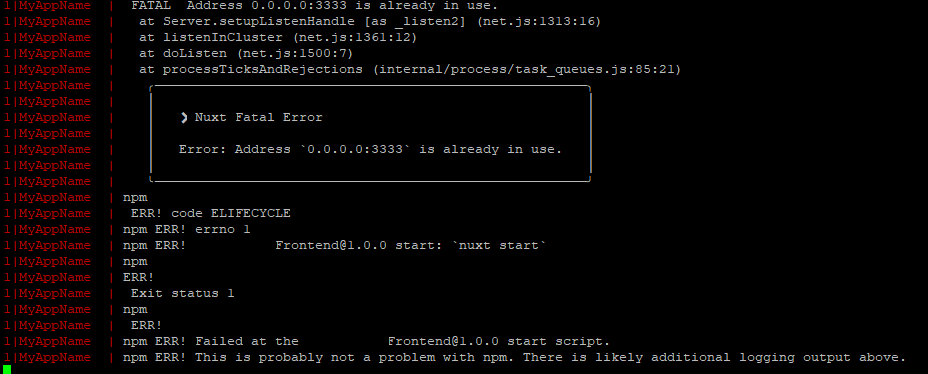 1|MyAppName  |  FATAL  Address 0.0.0.0:3333 is already in use.
1|MyAppName  |   at Server.setupListenHandle [as _listen2] (net.js:1313:16)
1|MyAppName  |   at listenInCluster (net.js:1361:12)
1|MyAppName  |   at doListen (net.js:1500:7)
1|MyAppName  |   at processTicksAndRejections (internal/process/task_queues.js:85:21)
1|MyAppName  |
1|MyAppName  |
1|MyAppName  |   ❯ Nuxt Fatal Error
1|MyAppName  |
1|MyAppName  |   Error: Address `0.0.0.0:3333` is already in use.
1|MyAppName  |
1|MyAppName  |
1|MyAppName  | npm
1|MyAppName  |  ERR! code ELIFECYCLE
1|MyAppName  | npm ERR! errno 1
1|MyAppName  | npm ERR!           Frontend@1.0.0 start: `nuxt start`
1|MyAppName  | npm
1|MyAppName  | ERR!
1|MyAppName  |  Exit status 1
1|MyAppName  | npm
1|MyAppName  |  ERR!
1|MyAppName  | npm ERR! Failed at the           Frontend@1.0.0 start script.
1|MyAppName  | npm ERR! This is probably not a problem with npm. There is likely additional logging output above.